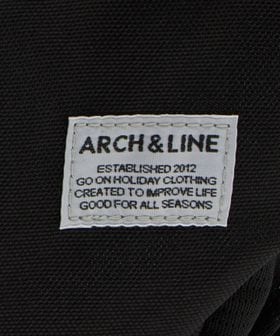 ARCH & LINE
ESTABLISHED 2012
GO ON HOLIDAY CLOTHING
CREATED TO IMPROVE LIFE
GOOD FOR ALL SEASONS